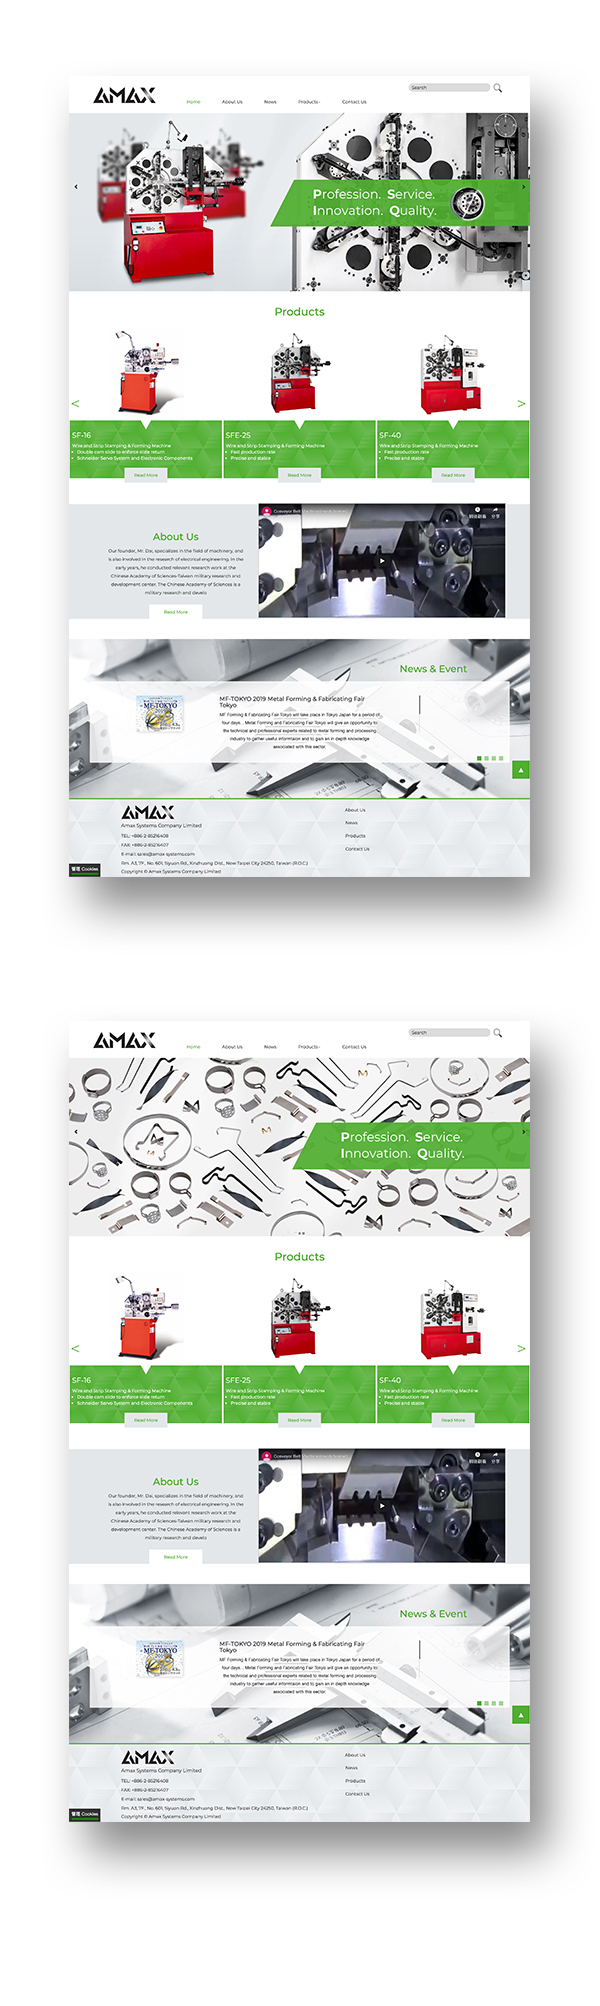 AMAX
Search
Home
About Us
News
Products
Contact Us
Profession. Service.
Innovation. Quality.
Products
<
>
SF-16
Wire and Strip Stamping & Forming Machine
Double cam slide to enforce slide return
Schneider Servo System and Electronic Components
Read More
SFE-25
Wire and Strip Stamping & Forming Machine
Fast production rate
Precise and stable
Read More
SF-40
Wire and Strip Stamping & Forming Machine
Fast production rate
Precise and stable
Read More
About Us
Our founder, Mr. Dai, specializes in the field of machinery, and
is also involved in the research of electrical engineering. In the
early years, he conducted relevant research work at the
Chinese Academy of Sciences-Taiwan military research and
development center. The Chinese Academy of Sciences is a
military research and develo
Read More
Conveyor Belt
分享
News & Event
MF-TOKYO 2019 Metal Forming & Fabricating Fair
Tokyo
MF-TOKYO
2019
MF Forming & Fabricating Fair Tokyo will take place in Tokyo Japan for a period of
four days. . Metal Forming and Fabricating Fair Tokyo will give an opportunity to
the technical and professional experts related to metal forming and processing
industry to gather useful information and to gain an in depth knowledge
associated with this sector.
AMAX
Amax Systems Company Limited
TEL: +886-2-85216408
FAX: +886-2-85216407
E-mail: sales@amax-systems.com
Rm. A3, 7F., No. 601, Siyuan Rd., Xinzhuang Dist., New Taipei City 24250, Taiwan (R.O.C.)
Copyright © Amax Systems Company Limited
About Us
News
Products
Contact Us
管理 Cookies
AMAX
Search
Home
About Us
News
Products
Contact Us
Profession. Service.
Innovation. Quality.
Products
<
>
SF-16
Wire and Strip Stamping & Forming Machine
Double cam slide to enforce slide return
Schneider Servo System and Electronic Components
Read More
SFE-25
Wire and Strip Stamping & Forming Machine
Fast production rate
Precise and stable
Read More
SF-40
Wire and Strip Stamping & Forming Machine
Fast production rate
Precise and stable
Read More
About Us
Our founder, Mr. Dai, specializes in the field of machinery, and
is also involved in the research of electrical engineering. In the
early years, he conducted relevant research work at the
Chinese Academy of Sciences-Taiwan military research and
development center. The Chinese Academy of Sciences is a
military research and develo
Read More
Conveyor Belt
分享
News & Event
MF-TOKYO 2019 Metal Forming & Fabricating Fair
Tokyo
MF-TOKYO
2019
MF Forming & Fabricating Fair Tokyo will take place in Tokyo Japan for a period of
four days. . Metal Forming and Fabricating Fair Tokyo will give an opportunity to
the technical and professional experts related to metal forming and processing
industry to gather useful information and to gain an in depth knowledge
associated with this sector.
AMAX
Amax Systems Company Limited
TEL: +886-2-85216408
FAX: +886-2-85216407
E-mail: sales@amax-systems.com
Rm. A3, 7F., No. 601, Siyuan Rd., Xinzhuang Dist., New Taipei City 24250, Taiwan (R.O.C.)
Copyright © Amax Systems Company Limited
About Us
News
Products
Contact Us
管理 Cookies